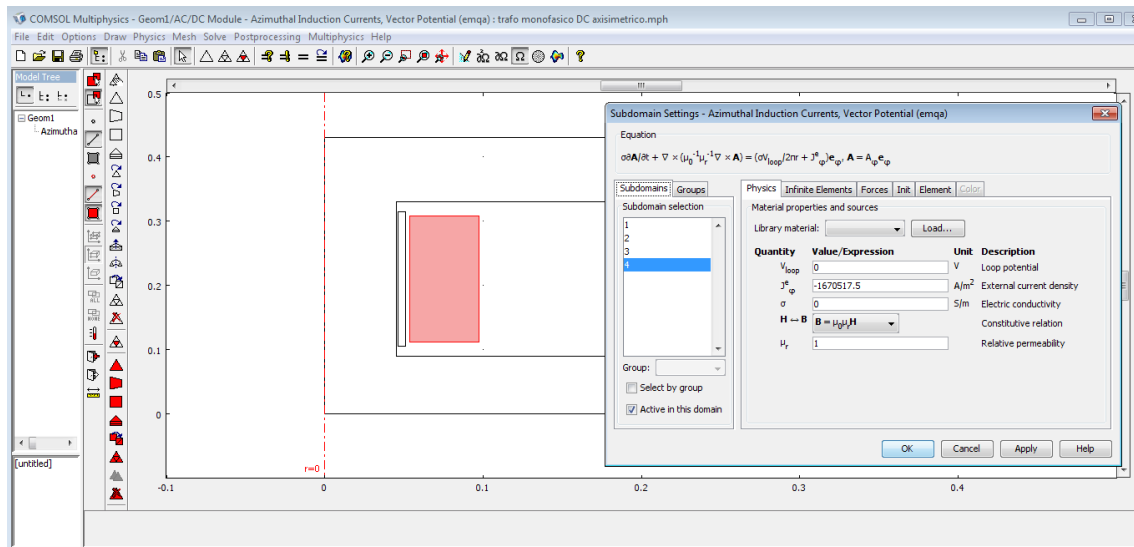 COMSOL Multiphysics - Geom1/AC/DC Module - Azimuthal Induction Currents, Vector Potential (emqa) : trafo monofasico DC axisimetrico.mph
File Edit Options Draw Physics Mesh Solve Postprocessing Multiphysics Help
Model Tree
Geom1
Azimutha
[untitled]
0.5
0.4
0.3
0.2
0.1
0
r=0
-0.1 0 0.1 0.2 0.3 0.4
Subdomain Settings - Azimuthal Induction Currents, Vector Potential (emqa)
Equation
σ∂A/∂t + ∇ × (μ₀⁻¹μᵣ⁻¹∇ × A) = (σV_loop/2πr + Jᵉ_φ)e_φ, A = A_φe_φ
Subdomains Groups
Subdomain selection
1
2
3
4
Group:
Select by group
Active in this domain
Physics Infinite Elements Forces Init Element Color
Material properties and sources
Library material: Load...
Quantity Value/Expression Unit Description
V_loop 0 V Loop potential
Jᵉ_φ -1670517.5 A/m² External current density
σ 0 S/m Electric conductivity
H ↔ B B = μ₀μᵣH Constitutive relation
μᵣ 1 Relative permeability
OK Cancel Apply Help